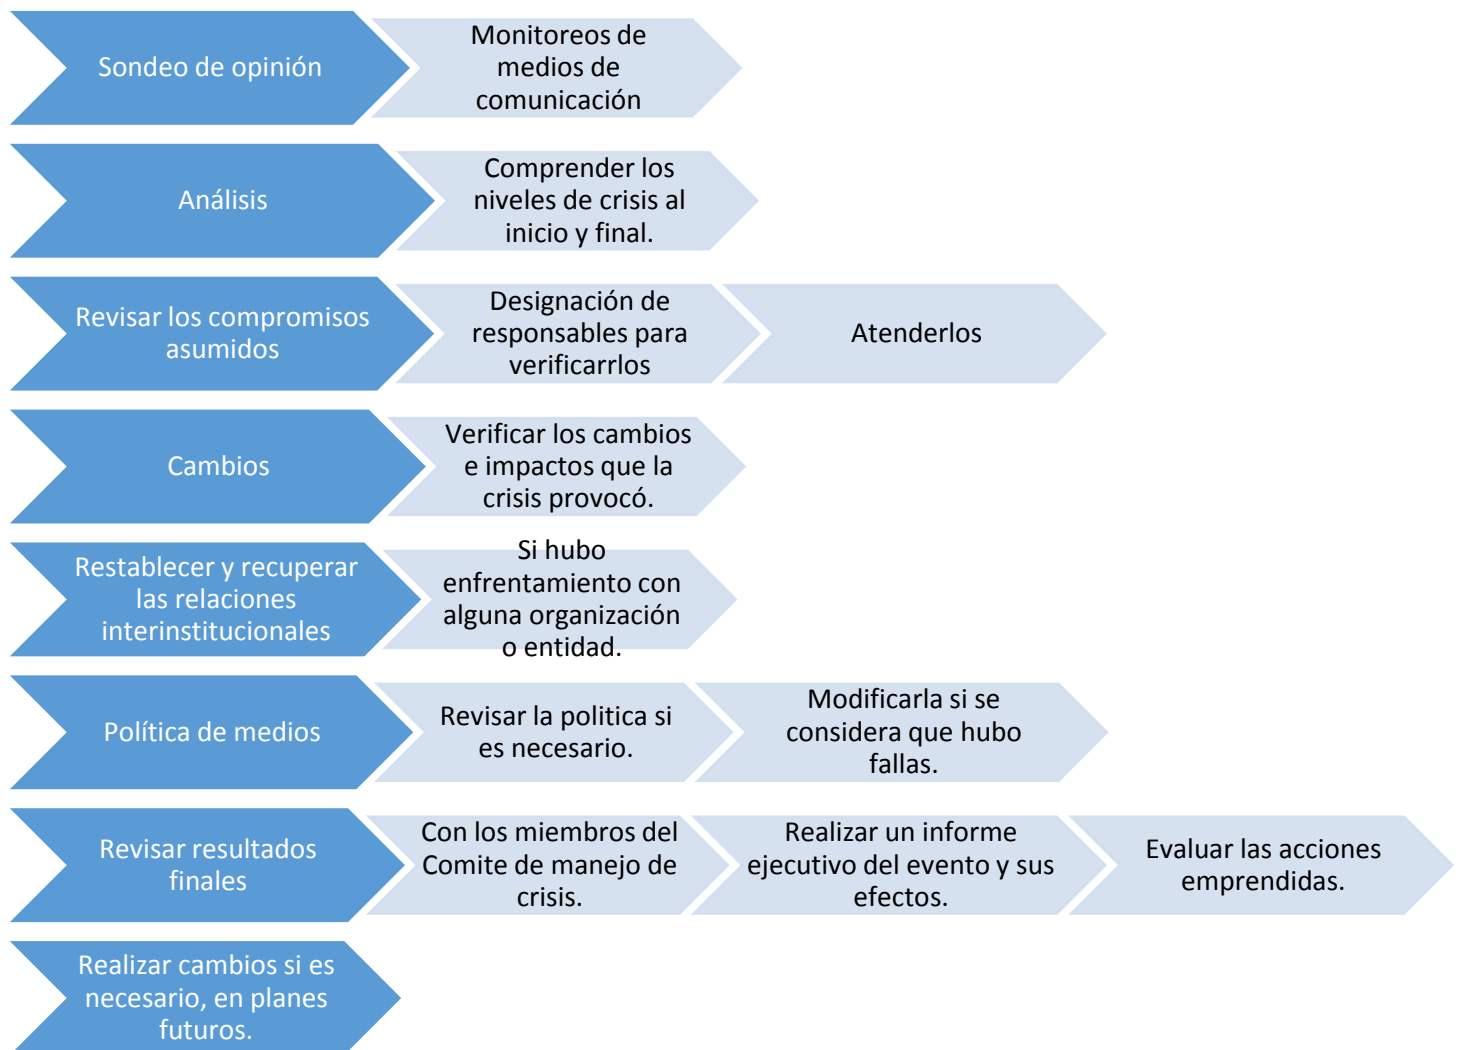 Sondeo de opinión
Monitoreos de
medios de
comunicación
Análisis
Comprender los
niveles de crisis al
inicio y final.
Revisar los compromisos
asumidos
Designación de
responsables para
verificarrlos
Atenderlos
Cambios
Verificar los cambios
e impactos que la
crisis provocó.
Restablecer y recuperar
las relaciones
interinstitucionales
Si hubo
enfrentamiento con
alguna organización
o entidad.
Política de medios
Revisar la politica si
es necesario.
Modificarla si se
considera que hubo
fallas.
Revisar resultados
finales
Con los miembros del
Comite de manejo de
crisis.
Realizar un informe
ejecutivo del evento y sus
efectos.
Evaluar las acciones
emprendidas.
Realizar cambios si es
necesario, en planes
futuros.